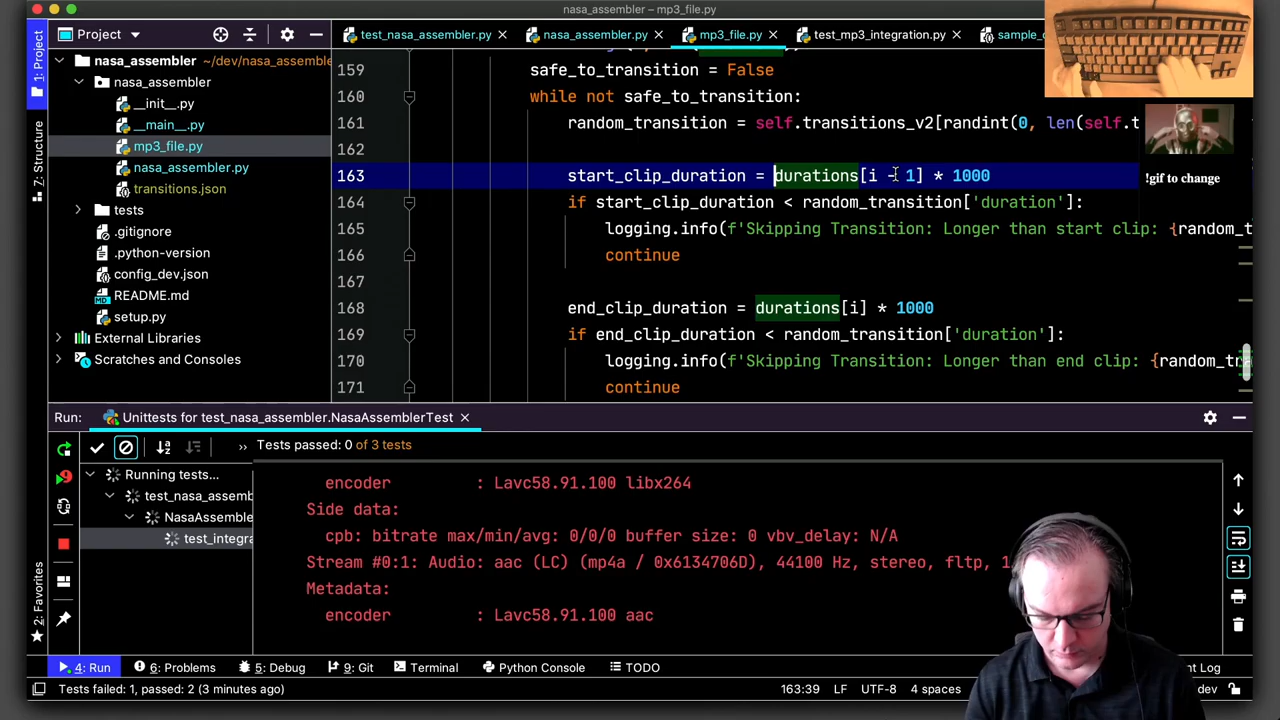 nasa_assembler – mp3_file.py
Project
test_nasa_assembler.py
nasa_assembler.py
mp3_file.py
test_mp3_integration.py
1: Project
7: Structure
2: Favorites
nasa_assembler ~/dev/nasa_assemble
nasa_assembler
__init__.py
__main__.py
mp3_file.py
nasa_assembler.py
transitions.json
tests
.gitignore
.python-version
config_dev.json
README.md
setup.py
External Libraries
Scratches and Consoles
159 safe_to_transition = False
160 while not safe_to_transition:
161 random_transition = self.transitions_v2[randint(0, len(self.t
162
163 start_clip_duration = durations[i - 1] * 1000
164 if start_clip_duration < random_transition['duration']:
165 logging.info(f'Skipping Transition: Longer than start clip: {random_t
166 continue
167
168 end_clip_duration = durations[i] * 1000
169 if end_clip_duration < random_transition['duration']:
170 logging.info(f'Skipping Transition: Longer than end clip: {random_tr
171 continue
!gif to change
Run: Unittests for test_nasa_assembler.NasaAssemblerTest
» Tests passed: 0 of 3 tests
Running tests...
test_nasa_assemb
NasaAssemble
test_integra
encoder : Lavc58.91.100 libx264
Side data:
cpb: bitrate max/min/avg: 0/0/0 buffer size: 0 vbv_delay: N/A
Stream #0:1: Audio: aac (LC) (mp4a / 0x6134706D), 44100 Hz, stereo, fltp, 1
Metadata:
encoder : Lavc58.91.100 aac
4: Run 6: Problems 5: Debug 9: Git Terminal Python Console TODO
Tests failed: 1, passed: 2 (3 minutes ago) 163:39 LF UTF-8 4 spaces